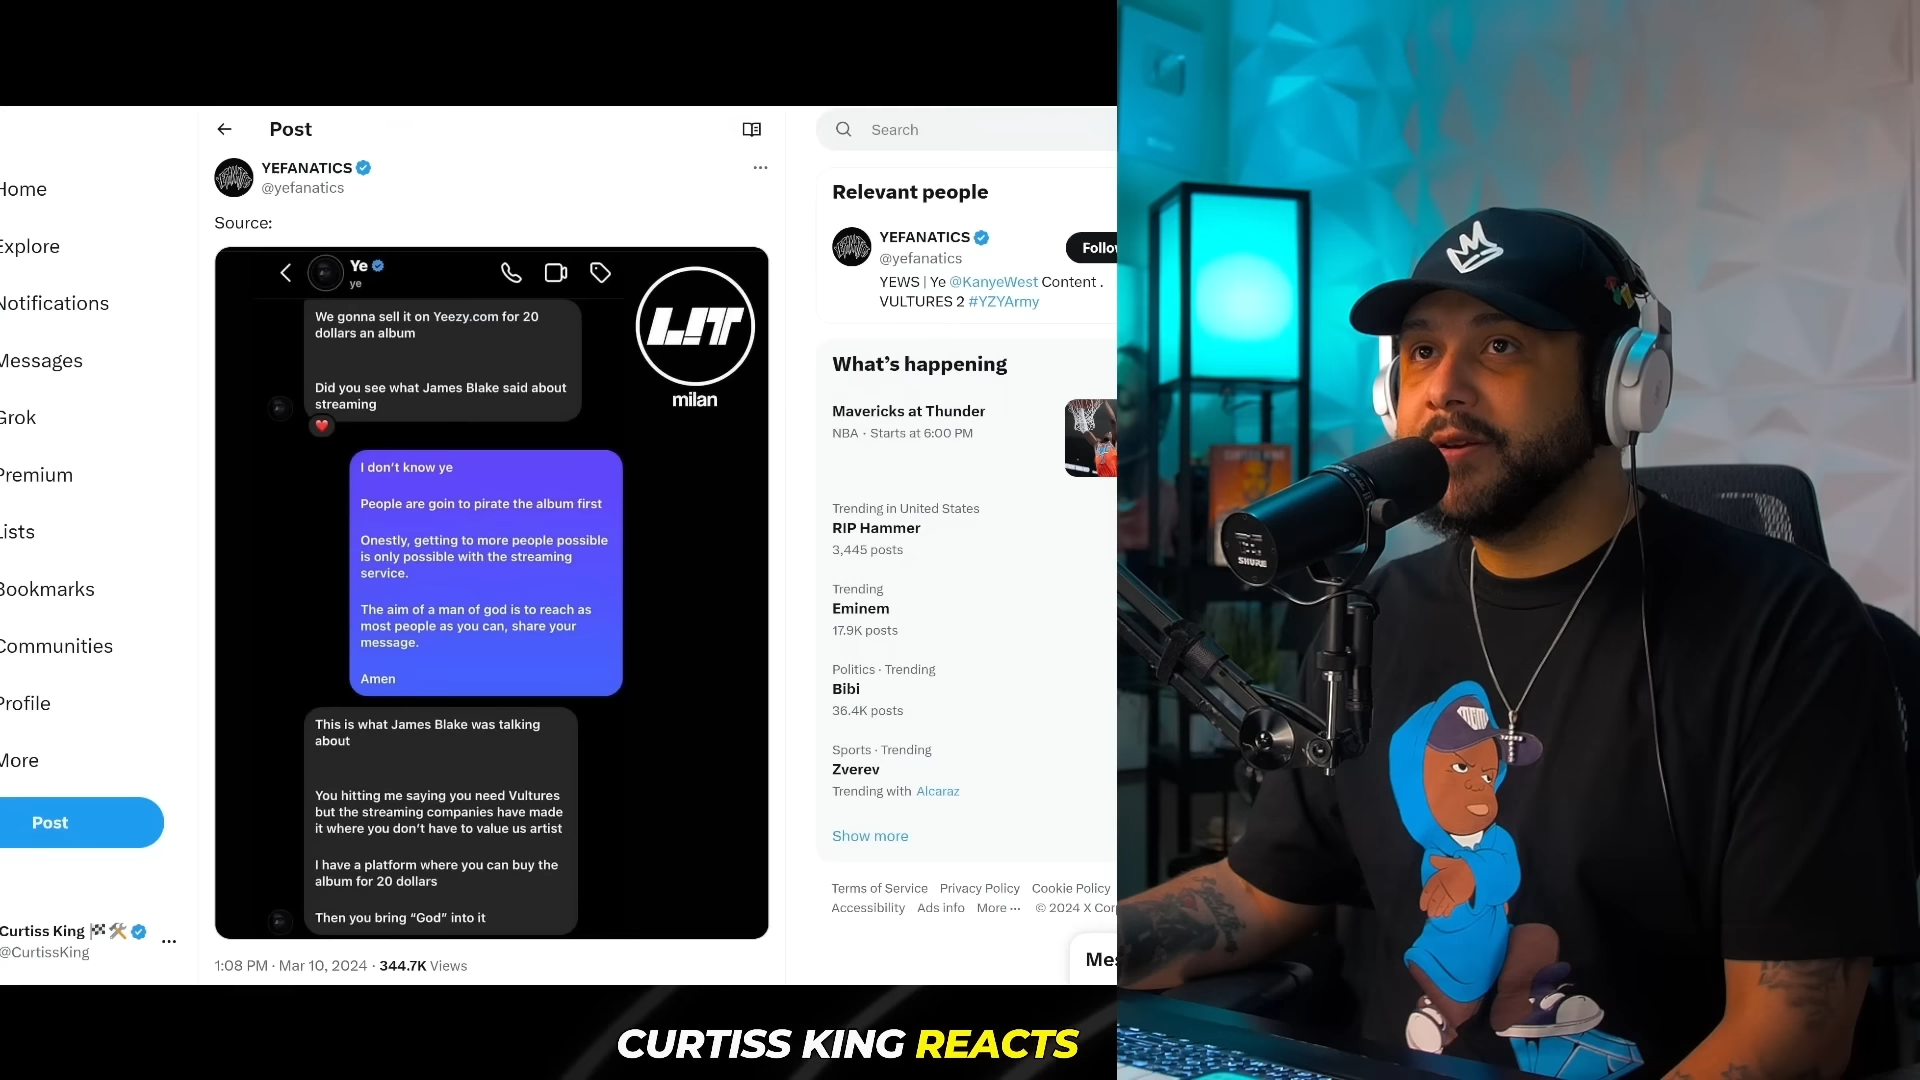 Home
Explore
Notifications
Messages
Grok
Premium
Lists
Bookmarks
Communities
Profile
More
Post
Curtiss King
@CurtissKing
Post
YEFANATICS
@yefanatics
Source:
Ye
ye
We gonna sell it on Yeezy.com for 20
dollars an album
Did you see what James Blake said about
streaming
I don't know ye
People are goin to pirate the album first
Onestly, getting to more people possible
is only possible with the streaming
service.
The aim of a man of god is to reach as
most people as you can, share your
message.
Amen
This is what James Blake was talking
about
You hitting me saying you need Vultures
but the streaming companies have made
it where you don't have to value us artist
I have a platform where you can buy the
album for 20 dollars
Then you bring “God” into it
L!T
milan
1:08 PM · Mar 10, 2024 · 344.7K Views
Search
Relevant people
YEFANATICS
@yefanatics
Follo
YEWS | Ye @KanyeWest Content .
VULTURES 2 #YZYArmy
What's happening
Mavericks at Thunder
NBA · Starts at 6:00 PM
Trending in United States
RIP Hammer
3,445 posts
Trending
Eminem
17.9K posts
Politics · Trending
Bibi
36.4K posts
Sports · Trending
Zverev
Trending with Alcaraz
Show more
Terms of Service Privacy Policy Cookie Policy
Accessibility Ads info More ··· © 2024 X Corp
Mes
CURTISS KING REACTS
SHURE